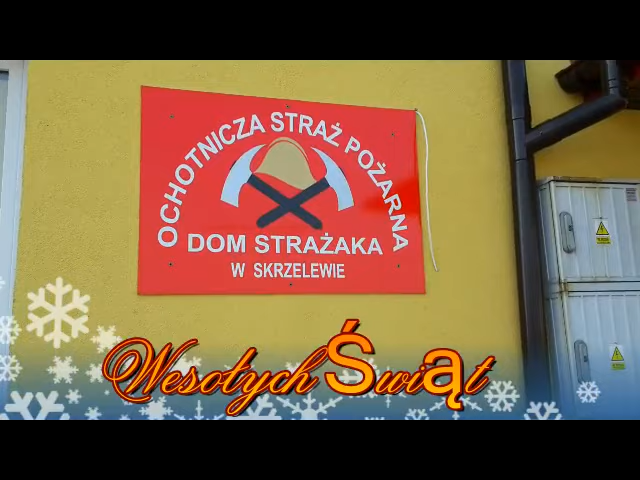 OCHOTNICZA STRAŻ POŻARNA
DOM STRAŻAKA
W SKRZELEWIE
Wesołych Świąt